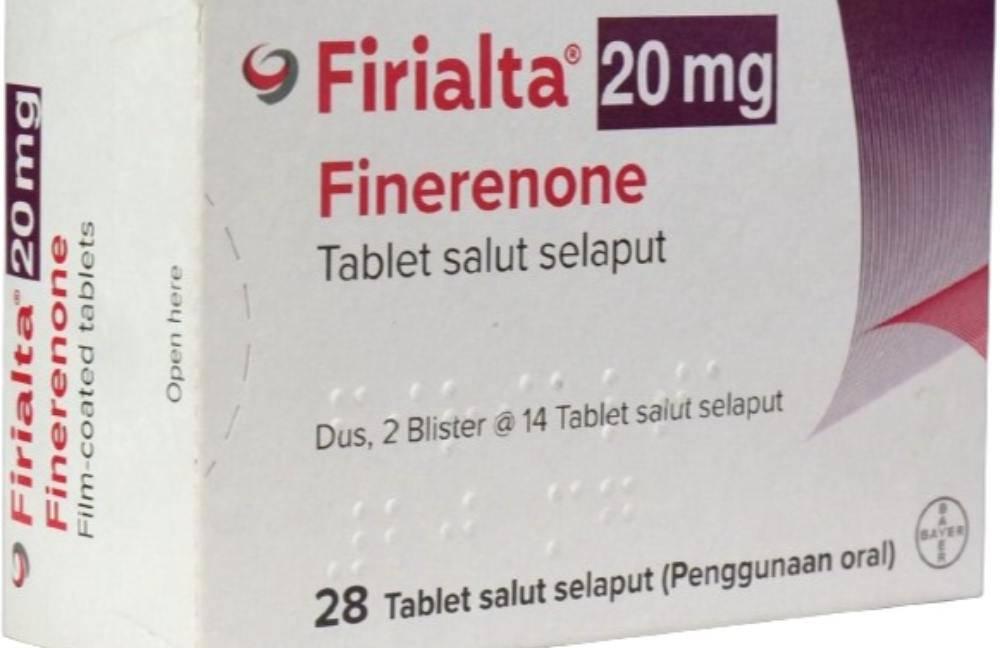 Firialta® 20 mg
Finerenone
Tablet salut selaput
Dus, 2 Blister @ 14 Tablet salut selaput
28 Tablet salut selaput (Penggunaan oral)
BAYER
BAYER
Firialta® 20 mg
Finerenone
Film-coated tablets
Open here